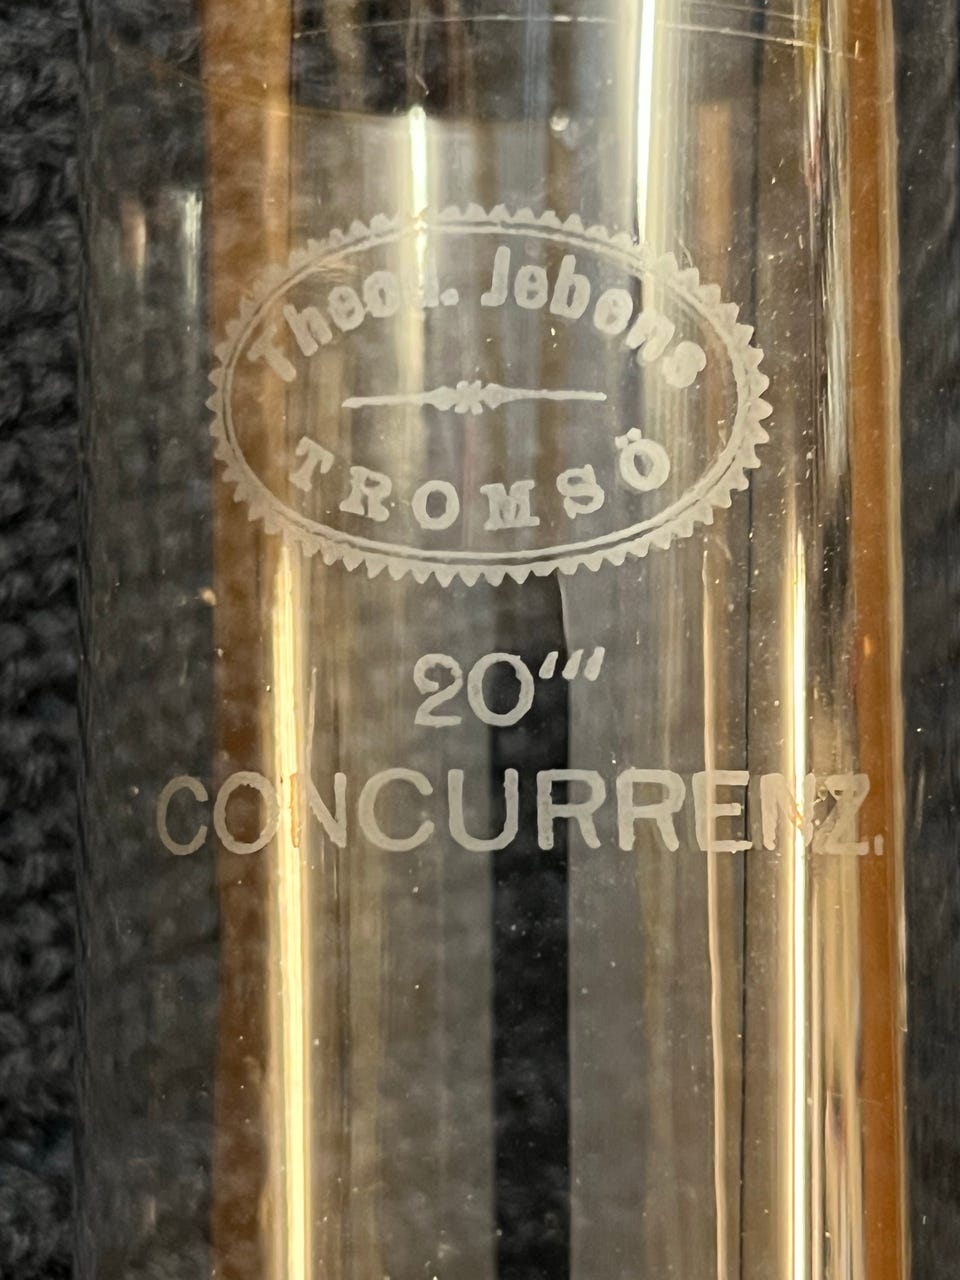 Theod. Jebens
TROMSÖ
20‴
CONCURRENZ.